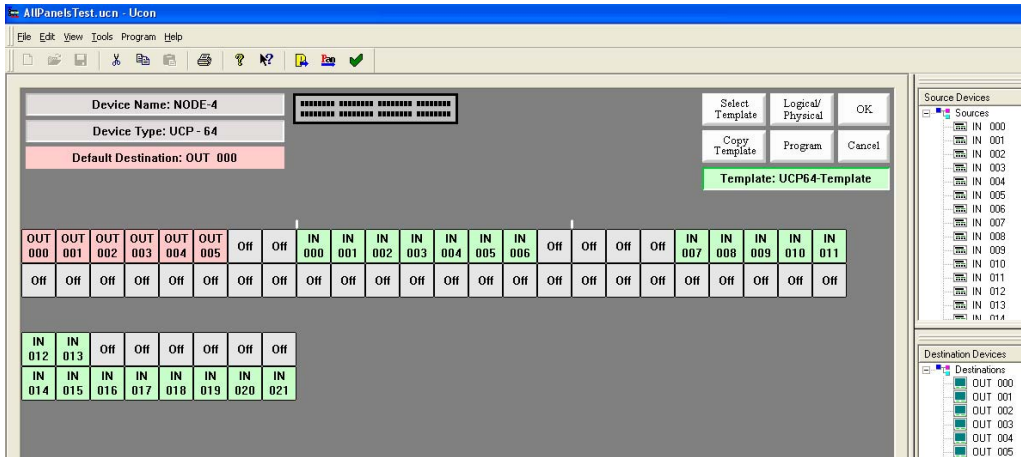 AllPanelsTest.ucn - Ucon
File Edit View Tools Program Help
Device Name: NODE-4
Device Type: UCP - 64
Default Destination: OUT 000
Select Template
Logical/ Physical
OK
Copy Template
Program
Cancel
Template: UCP64-Template
OUT OUT OUT OUT OUT OUT Off Off IN IN IN IN IN IN IN Off Off Off Off IN IN IN IN IN
000 001 002 003 004 005 000 001 002 003 004 005 006 007 008 009 010 011
Off Off Off Off Off Off Off Off Off Off Off Off Off Off Off Off Off Off Off Off Off Off Off Off
IN IN Off Off Off Off Off Off
012 013
IN IN IN IN IN IN IN IN
014 015 016 017 018 019 020 021
Source Devices
Sources
IN 000
IN 001
IN 002
IN 003
IN 004
IN 005
IN 006
IN 007
IN 008
IN 009
IN 010
IN 011
IN 012
IN 013
IN 014
Destination Devices
Destinations
OUT 000
OUT 001
OUT 002
OUT 003
OUT 004
OUT 005